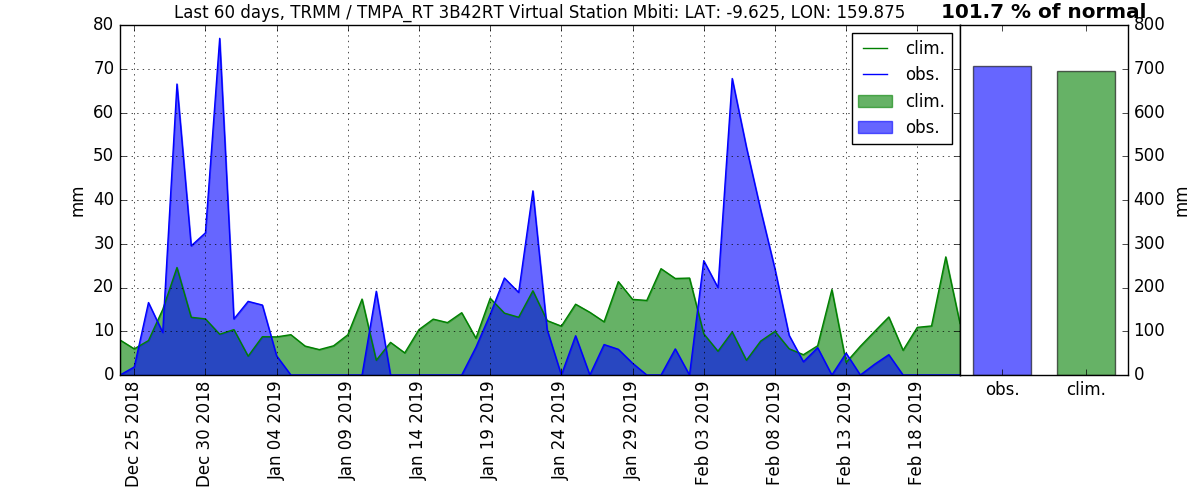 Last 60 days, TRMM / TMPA_RT 3B42RT Virtual Station Mbiti: LAT: -9.625, LON: 159.875
101.7 % of normal
80
70
60
50
40
30
20
10
0
mm
clim.
obs.
clim.
obs.
800
700
600
500
400
300
200
100
0
mm
Dec 25 2018
Dec 30 2018
Jan 04 2019
Jan 09 2019
Jan 14 2019
Jan 19 2019
Jan 24 2019
Jan 29 2019
Feb 03 2019
Feb 08 2019
Feb 13 2019
Feb 18 2019
obs.
clim.